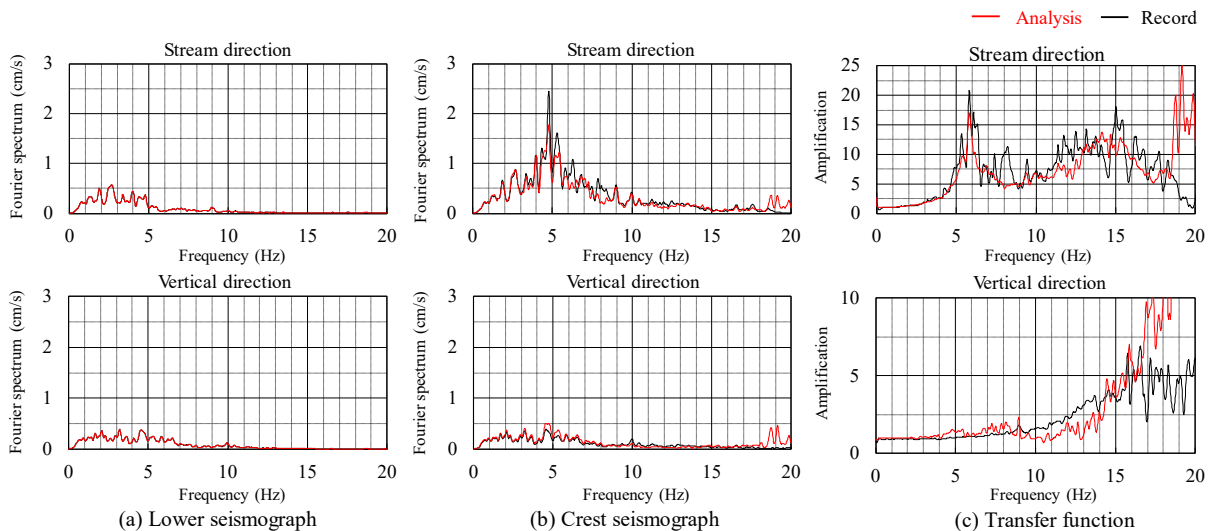 Analysis Record
Stream direction
Fourier spectrum (cm/s)
3
2
1
0
0 5 10 15 20
Frequency (Hz)
Stream direction
Fourier spectrum (cm/s)
3
2
1
0
0 5 10 15 20
Frequency (Hz)
Stream direction
Amplification
25
20
15
10
5
0
0 5 10 15 20
Frequency (Hz)
Vertical direction
Fourier spectrum (cm/s)
3
2
1
0
0 5 10 15 20
Frequency (Hz)
Vertical direction
Fourier spectrum (cm/s)
3
2
1
0
0 5 10 15 20
Frequency (Hz)
Vertical direction
Amplification
10
5
0
0 5 10 15 20
Frequency (Hz)
(a) Lower seismograph
(b) Crest seismograph
(c) Transfer function